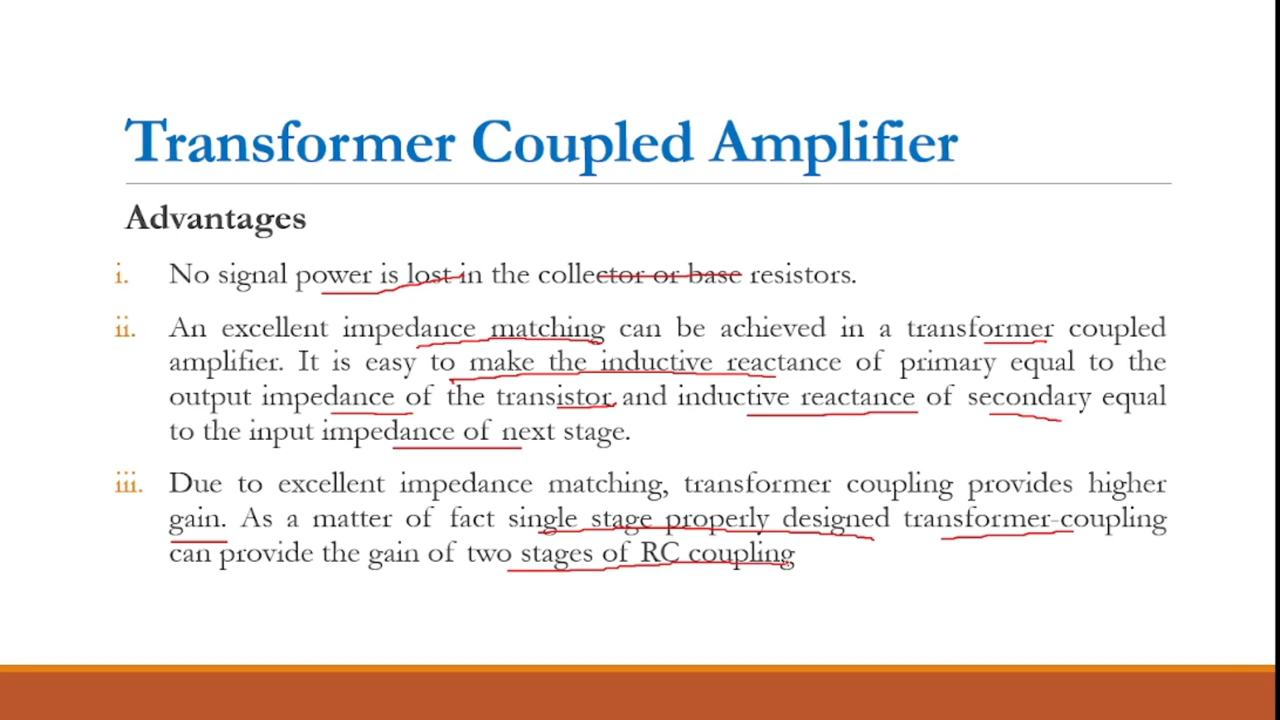 Transformer Coupled Amplifier
Advantages
i. No signal power is lost in the collector or base resistors.
ii. An excellent impedance matching can be achieved in a transformer coupled
amplifier. It is easy to make the inductive reactance of primary equal to the
output impedance of the transistor and inductive reactance of secondary equal
to the input impedance of next stage.
iii. Due to excellent impedance matching, transformer coupling provides higher
gain. As a matter of fact single stage properly designed transformer-coupling
can provide the gain of two stages of RC coupling